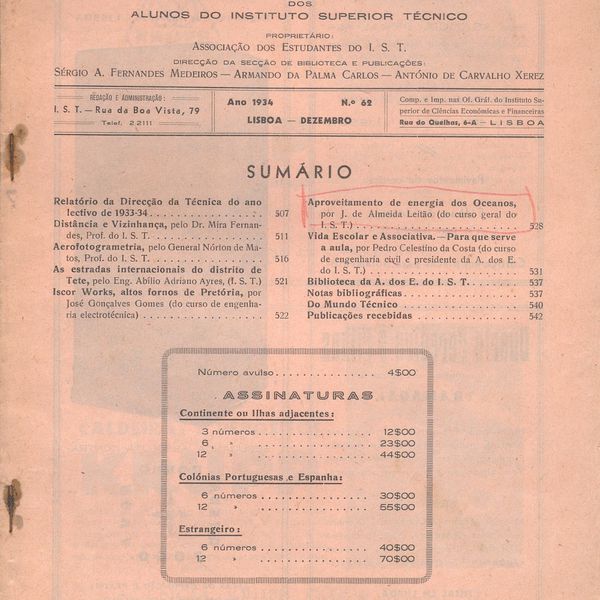 DOS
ALUNOS DO INSTITUTO SUPERIOR TÉCNICO
PROPRIETÁRIO:
ASSOCIAÇÃO DOS ESTUDANTES DO I. S. T.
DIRECÇÃO DA SECÇÃO DE BIBLIOTECA E PUBLICAÇÕES:
SÉRGIO A. FERNANDES MEDEIROS — ARMANDO DA PALMA CARLOS — ANTÓNIO DE CARVALHO XEREZ
REDAÇÃO E ADMINISTRAÇÃO:
I. S. T. — Rua da Boa Vista, 79
Telef. 2 2111
Ano 1934 N.º 62
LISBOA — DEZEMBRO
Comp. e Imp. nas Of. Gráf. do Instituto Su-
perior de Ciências Económicas e Financeiras
Rua do Quelhas, 6-A — LISBOA
SUMÁRIO
Relatório da Direcção da Técnica do ano
lectivo de 1933-34 . . . . . . . . . . . . . 507
Distância e Vizinhança, pelo Dr. Mira Fernan-
des, Prof. do I. S. T. . . . . . . . . . . . . 511
Aerofotogrametria, pelo General Nórton de Ma-
tos, Prof. do I. S. T. . . . . . . . . . . . . 516
As estradas internacionais do distrito de
Tete, pelo Eng. Abílio Adriano Ayres, (I. S. T.) 521
Iscor Works, altos fornos de Pretória, por
José Gonçalves Gomes (do curso de engenha-
ria electrotécnica) . . . . . . . . . . . . . 522
Aproveitamento de energia dos Oceanos,
por J. de Almeida Leitão (do curso geral do
I. S. T.) . . . . . . . . . . . . . 528
Vida Escolar e Associativa. — Para que serve
a aula, por Pedro Celestino da Costa (do curso
de engenharia civil e presidente da A. dos E.
do I. S. T.) . . . . . . . . . . . . . 531
Biblioteca da A. dos E. do I. S. T. . . . . . 537
Notas bibliográficas . . . . . . . . . . . . . 537
Do Mundo Técnico . . . . . . . . . . . . . 540
Publicações recebidas . . . . . . . . . . . . . 542
Número avulso . . . . . . . . . . . . . 4$00
ASSINATURAS
Continente ou Ilhas adjacentes:
3 números . . . . . . . . . . . . . 12$00
6 » . . . . . . . . . . . . . 23$00
12 » . . . . . . . . . . . . . 44$00
Colónias Portuguesas e Espanha:
6 números . . . . . . . . . . . . . 30$00
12 » . . . . . . . . . . . . . 55$00
Estrangeiro:
6 números . . . . . . . . . . . . . 40$00
12 » . . . . . . . . . . . . . 70$00